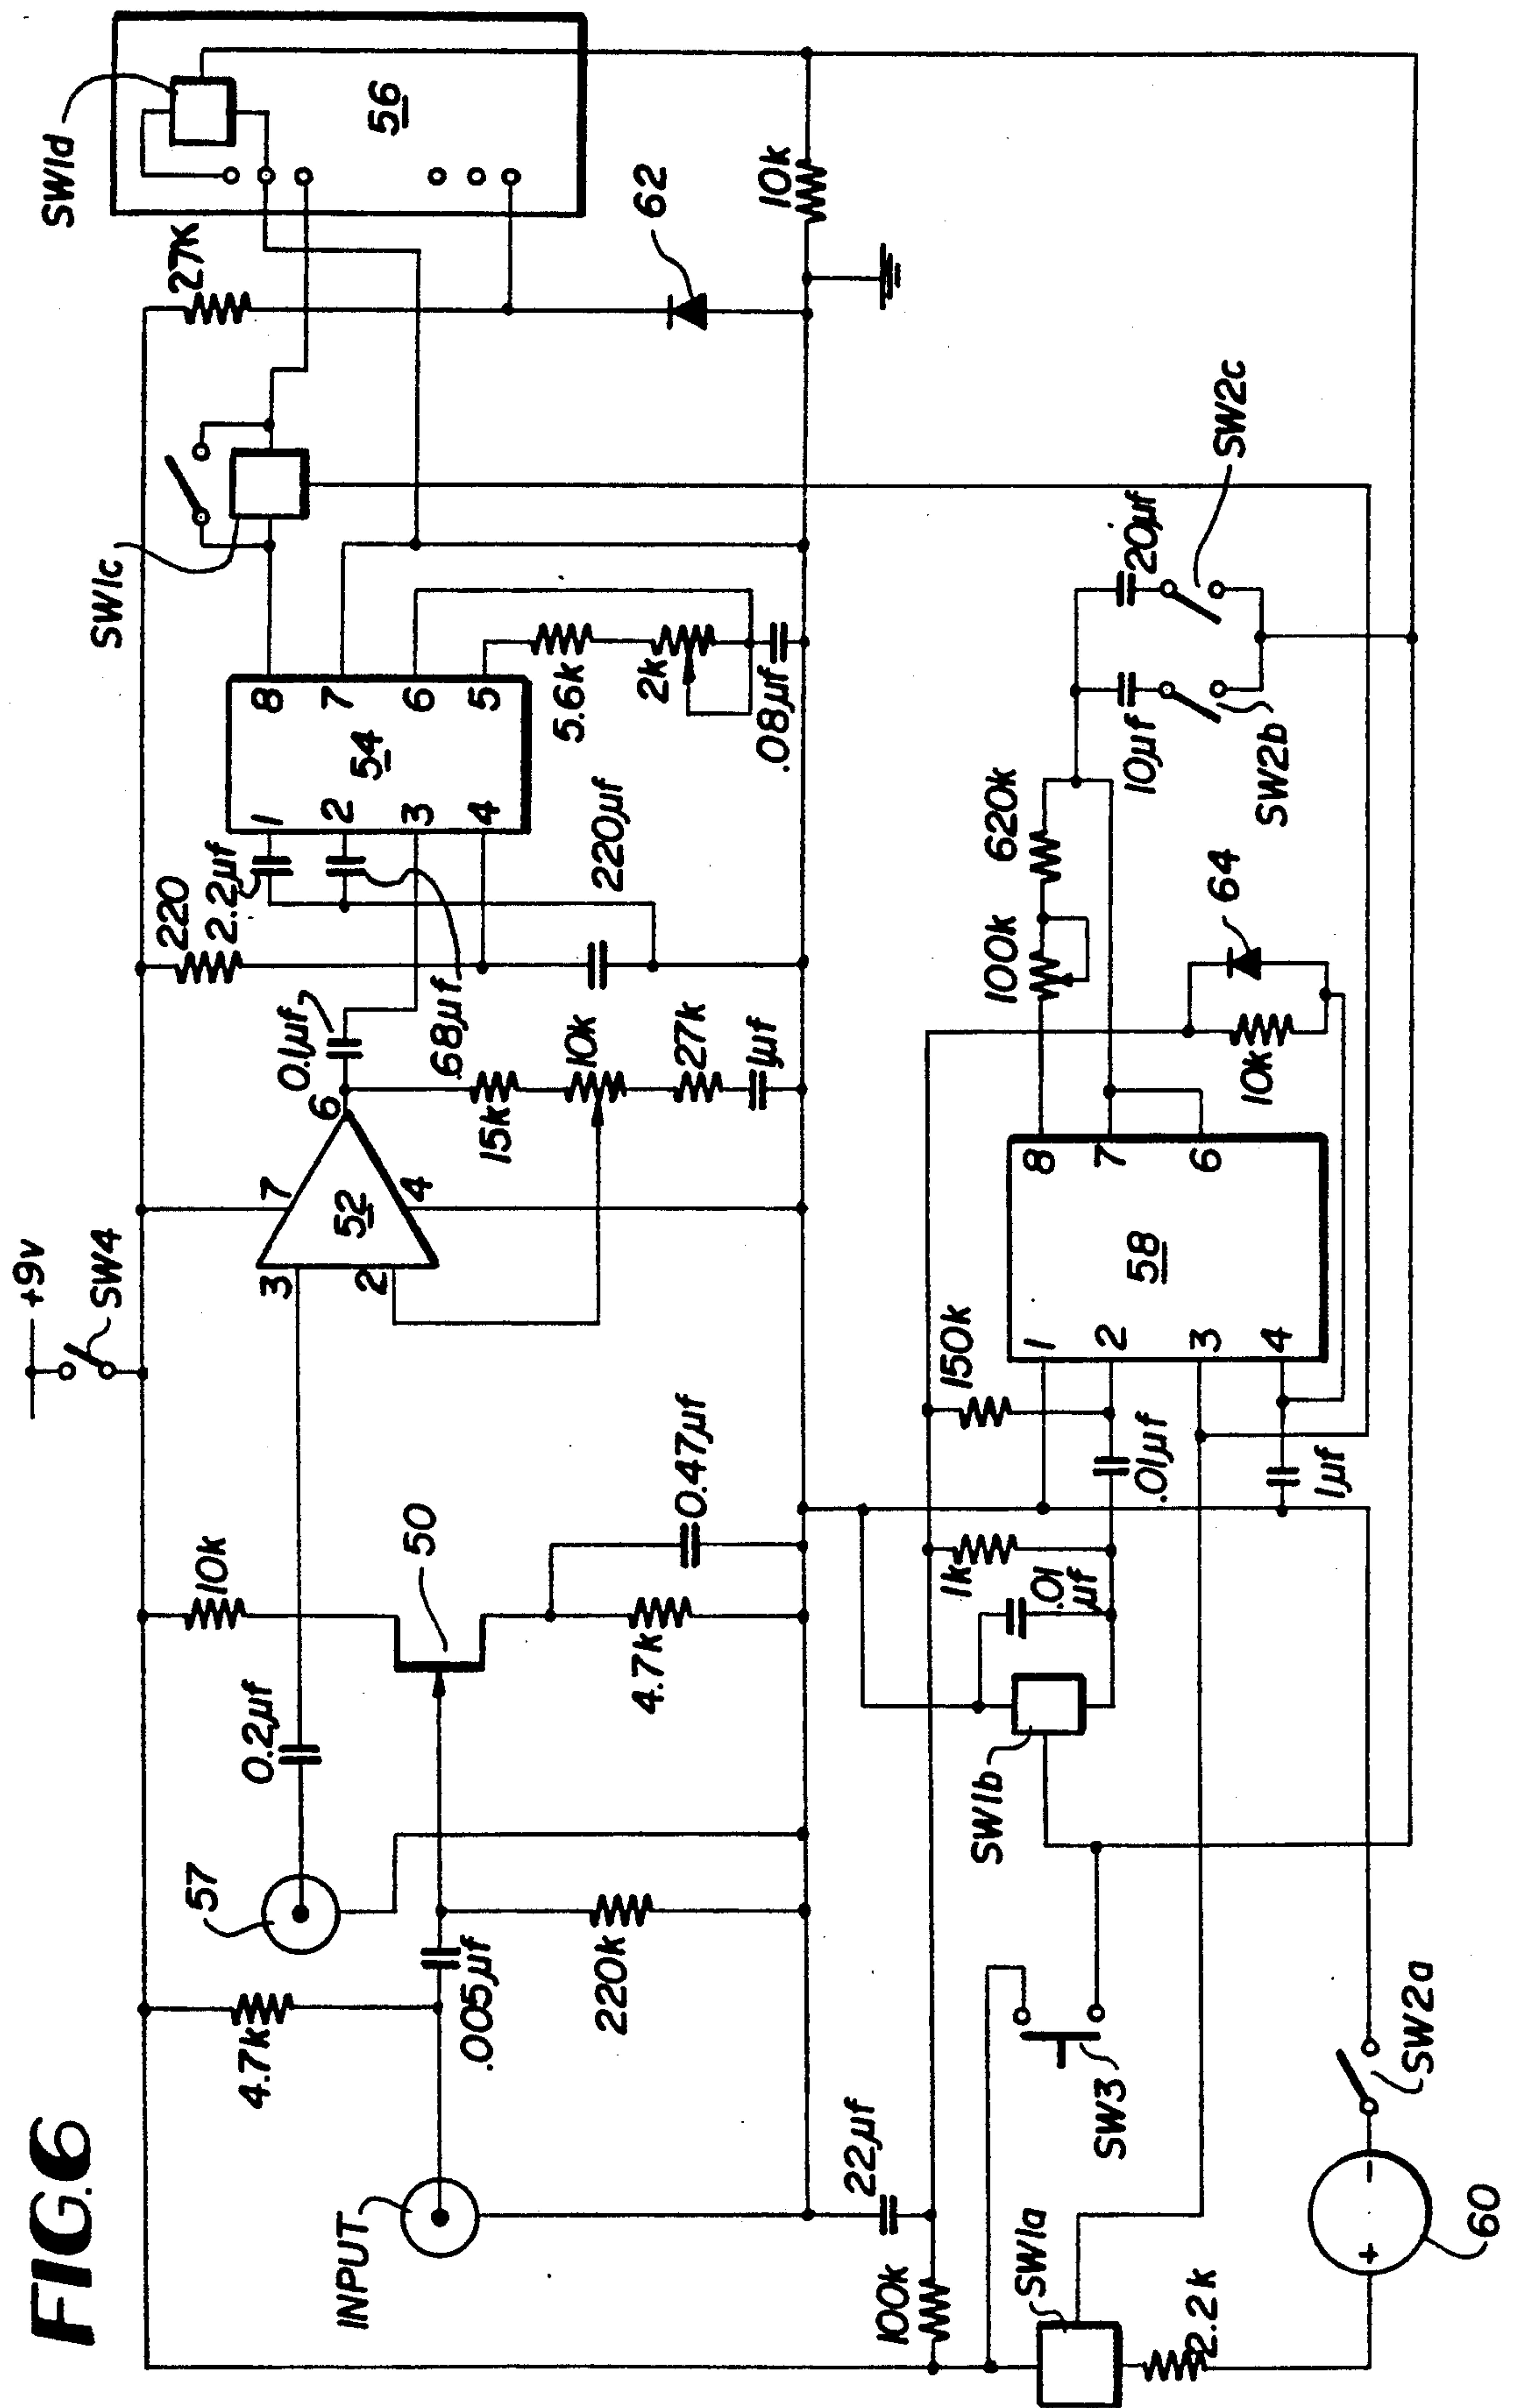 FIG.6
+9v
SW4
INPUT
4.7k
.005µf
57
0.2µf
220k
10k
50
4.7k
0.47µf
3
7
2
52
4
6
0.1µf
15k
10k
27k
1µf
220
2.2µf
.68µf
220µf
1
2
3
4
54
8
7
6
5
5.6k
2k
.08µf
SW1c
27K
62
SW1d
56
10k
22µf
100k
SW1a
2.2k
60
+
−
SW2a
SW3
SW1b
1k
.01
µf
150k
.01µf
1µf
1
2
3
4
58
8
7
6
100k
620k
10k
64
10µf
20µf
SW2b
SW2c